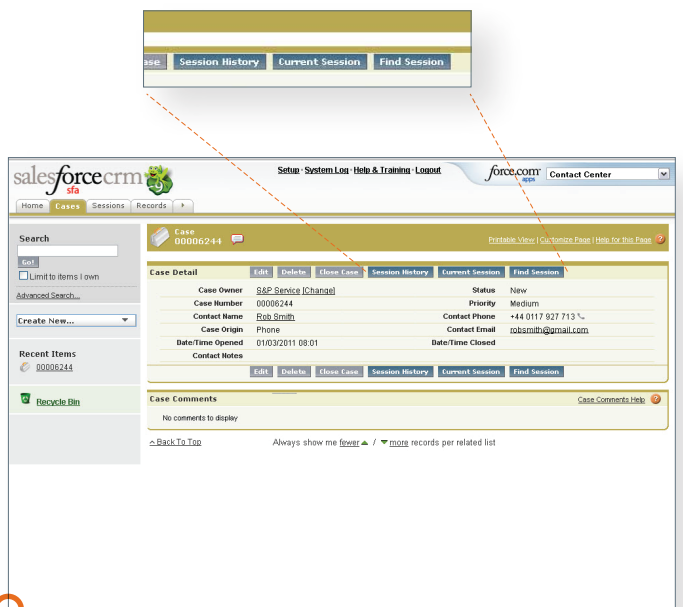 ase Session History Current Session Find Session
salesforcecrm
sfa
Setup · System Log · Help & Training · Logout
force.com
apps
Contact Center
Home Cases Sessions Records
Search
Go!
Limit to items I own
Advanced Search...
Create New...
Recent Items
00006244
Recycle Bin
Case
00006244
Printable View | Customize Page | Help for this Page
Case Detail Edit Delete Close Case Session History Current Session Find Session
Case Owner S&P Service [Change] Status New
Case Number 00006244 Priority Medium
Contact Name Rob Smith Contact Phone +44 0117 927 713
Case Origin Phone Contact Email robsmith@gmail.com
Date/Time Opened 01/03/2011 08:01 Date/Time Closed
Contact Notes
Edit Delete Close Case Session History Current Session Find Session
Case Comments Case Comments Help
No comments to display
Back To Top Always show me fewer / more records per related list